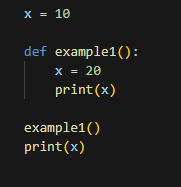 x = 10
def example1():
    x = 20
    print(x)
example1()
print(x)